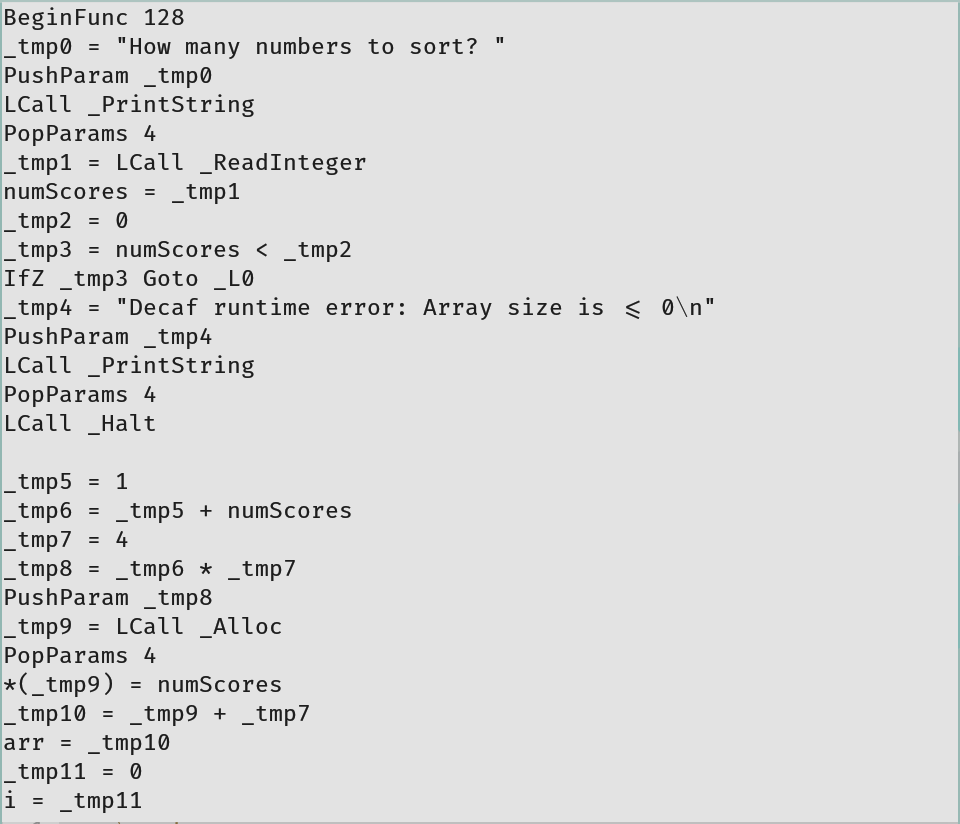 BeginFunc 128
_tmp0 = "How many numbers to sort? "
PushParam _tmp0
LCall _PrintString
PopParams 4
_tmp1 = LCall _ReadInteger
numScores = _tmp1
_tmp2 = 0
_tmp3 = numScores < _tmp2
IfZ _tmp3 Goto _L0
_tmp4 = "Decaf runtime error: Array size is <= 0\n"
PushParam _tmp4
LCall _PrintString
PopParams 4
LCall _Halt

_tmp5 = 1
_tmp6 = _tmp5 + numScores
_tmp7 = 4
_tmp8 = _tmp6 * _tmp7
PushParam _tmp8
_tmp9 = LCall _Alloc
PopParams 4
*(_tmp9) = numScores
_tmp10 = _tmp9 + _tmp7
arr = _tmp10
_tmp11 = 0
i = _tmp11